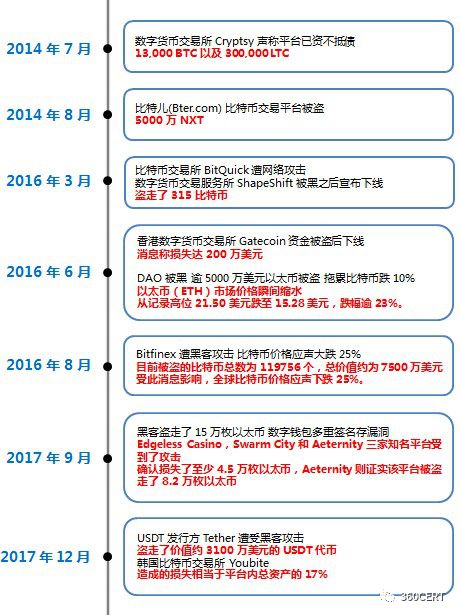 2014 年 7 月
数字货币交易所 Cryptsy 声称平台已资不抵债
13,000 BTC 以及 300,000 LTC
2014 年 8 月
比特儿(Bter.com) 比特币交易平台被盗
5000 万 NXT
2016 年 3 月
比特币交易所 BitQuick 遭网络攻击
数字货币交易服务所 ShapeShift 被黑之后宣布下线
盗走了 315 比特币
2016 年 6 月
香港数字货币交易所 Gatecoin 资金被盗后下线
消息称损失达 200 万美元
DAO 被黑 逾 5000 万美元以太币被盗 拖累比特币跌 10%
以太币（ETH）市场价格瞬间缩水
从记录高位 21.50 美元跌至 15.28 美元，跌幅逾 23%。
2016 年 8 月
Bitfinex 遭黑客攻击 比特币价格应声大跌 25%
目前被盗的比特币总数为 119756 个，总价值约为 7500 万美元
受此消息影响，全球比特币价格应声下跌 25%。
2017 年 9 月
黑客盗走了 15 万枚以太币 数字钱包多重签名存漏洞
Edgeless Casino，Swarm City 和 Aeternity 三家知名平台受
到了攻击
确认损失了至少 4.5 万枚以太币，Aeternity 则证实该平台被盗
走了 8.2 万枚以太币
2017 年 12 月
USDT 发行方 Tether 遭受黑客攻击
盗走了价值约 3100 万美元的 USDT 代币
韩国比特币交易所 Youbite
造成的损失相当于平台内总资产的 17%
360CERT